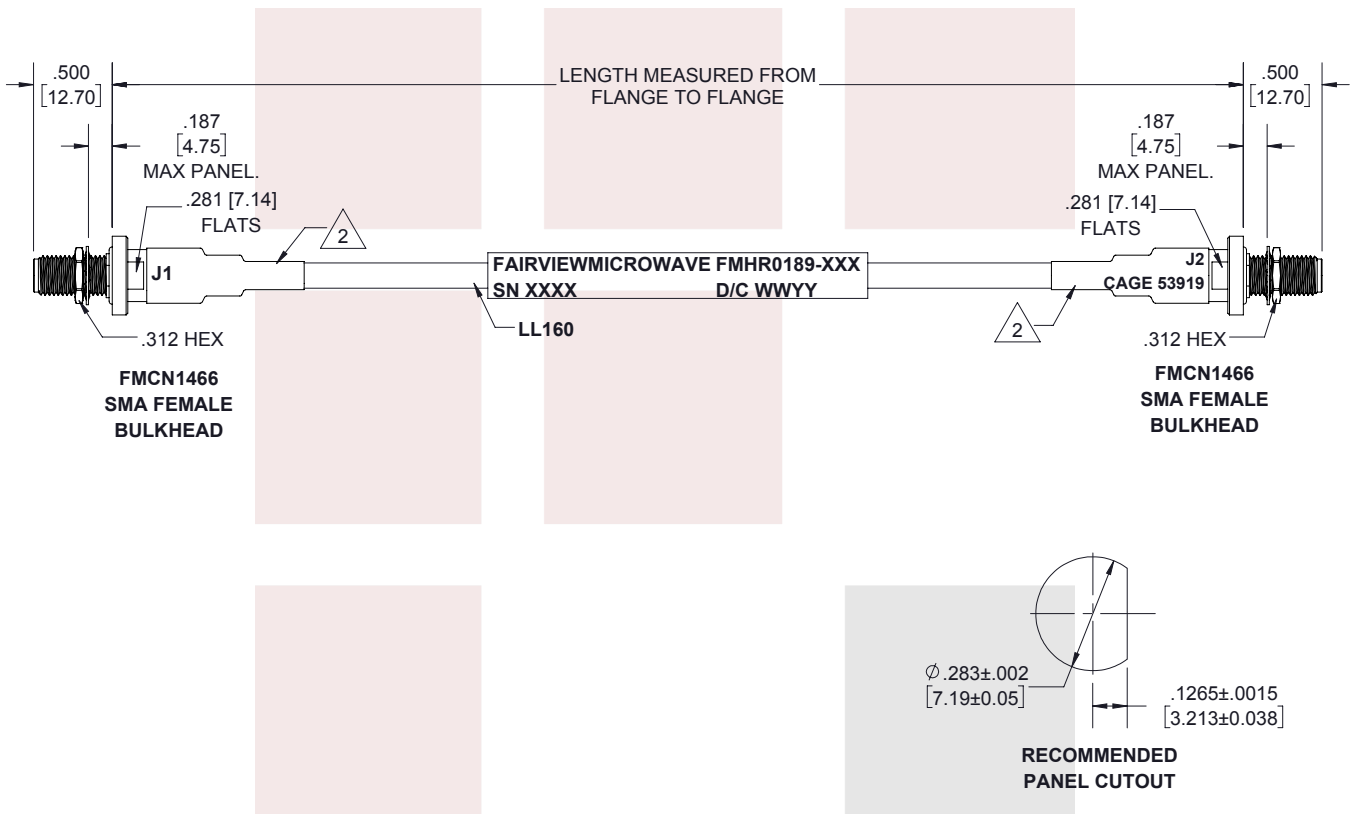 .500
[12.70]
LENGTH MEASURED FROM
FLANGE TO FLANGE
.500
[12.70]
.187
[4.75]
MAX PANEL.
.187
[4.75]
MAX PANEL.
.281 [7.14]
FLATS
.281 [7.14]
FLATS
2
J1
FAIRVIEWMICROWAVE FMHR0189-XXX
SN XXXX D/C WWYY
J2
CAGE 53919
LL160
2
.312 HEX
.312 HEX
FMCN1466
SMA FEMALE
BULKHEAD
FMCN1466
SMA FEMALE
BULKHEAD
⌀.283±.002
[7.19±0.05]
.1265±.0015
[3.213±0.038]
RECOMMENDED
PANEL CUTOUT